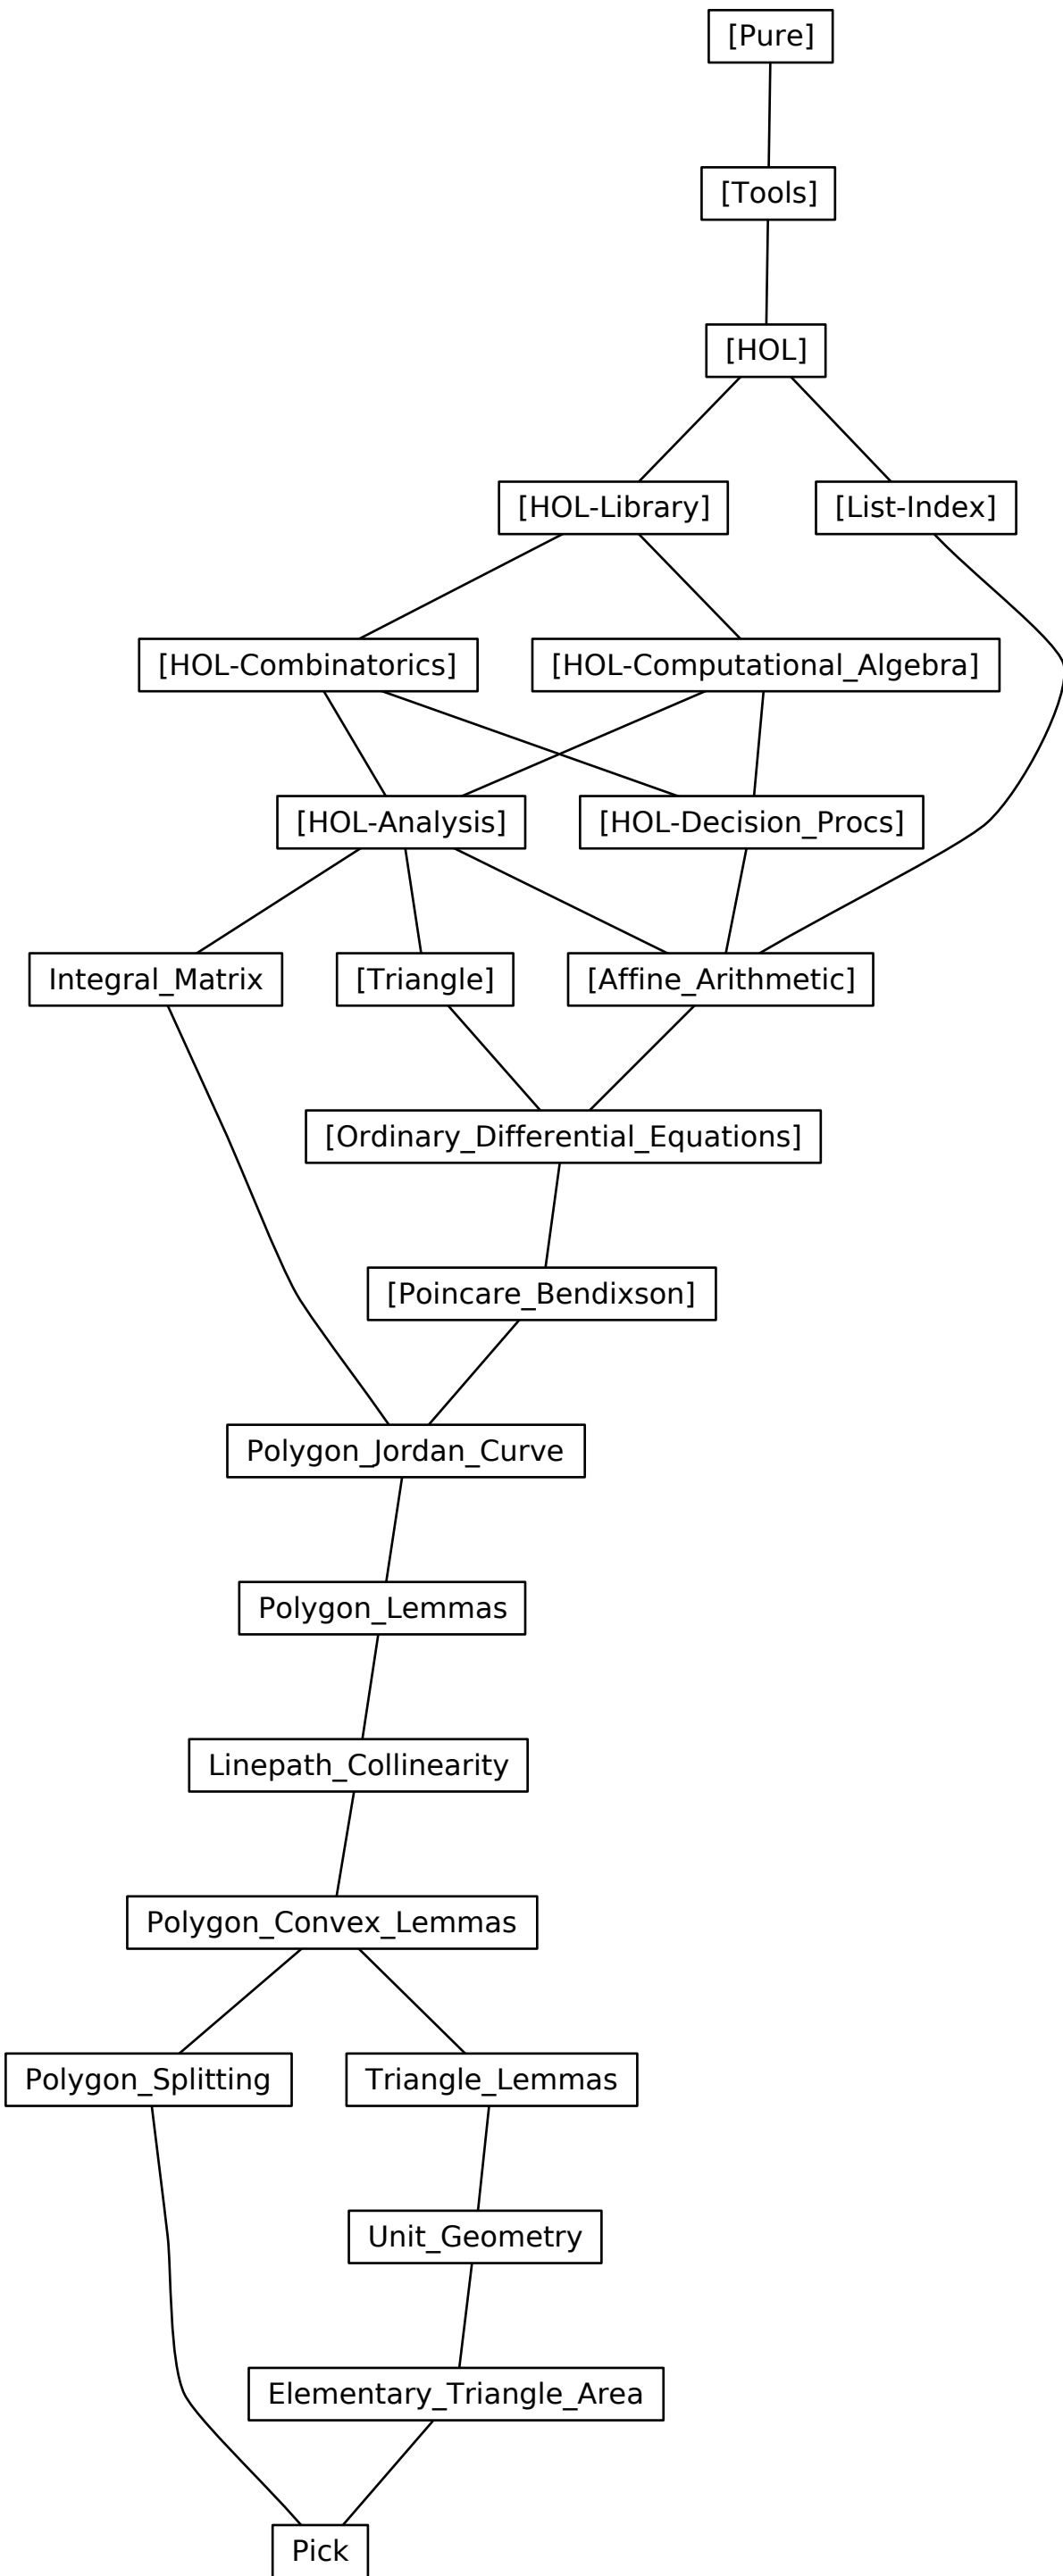 [Pure]
[Tools]
[HOL]
[HOL-Library]
[List-Index]
[HOL-Combinatorics]
[HOL-Computational_Algebra]
[HOL-Analysis]
[HOL-Decision_Procs]
Integral_Matrix
[Triangle]
[Affine_Arithmetic]
[Ordinary_Differential_Equations]
[Poincare_Bendixson]
Polygon_Jordan_Curve
Polygon_Lemmas
Linepath_Collinearity
Polygon_Convex_Lemmas
Polygon_Splitting
Triangle_Lemmas
Unit_Geometry
Elementary_Triangle_Area
Pick